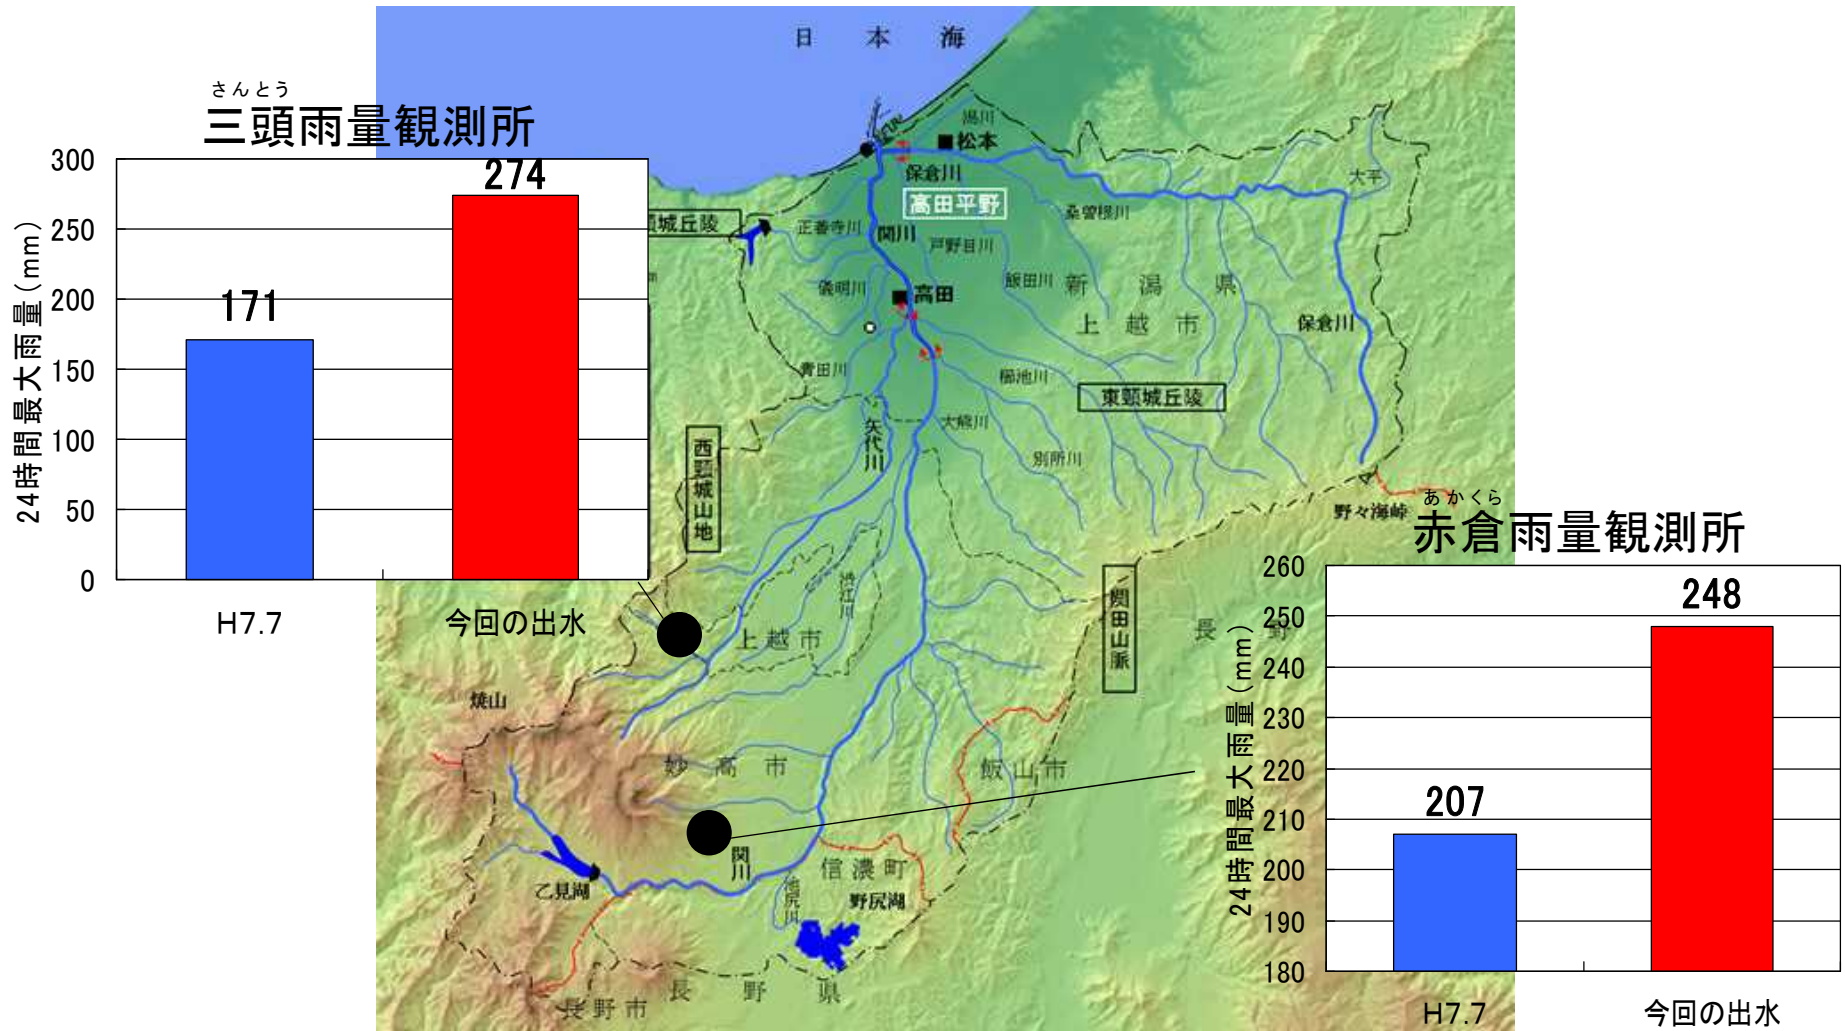 日本海
さんとう
三頭雨量観測所
24時間最大雨量(mm)
300
250
200
150
100
50
0
171
274
H7.7
今回の出水
潟川
松本
保倉川
高田平野
大平
桑曽根川
正善寺川
関川
戸野目川
儀明川
飯田川
新潟県
高田
上越市
保倉川
青田川
櫛池川
東頸城丘陵
大熊川
矢代川
別所川
西頸城山地
野々海峠
渋江川
関田山脈
上越市
長野
焼山
妙高市
飯山市
関川
信濃町
乙見湖
池尻川
野尻湖
長野市
長野県
あかくら
赤倉雨量観測所
24時間最大雨量(mm)
260
250
240
230
220
210
200
190
180
207
248
H7.7
今回の出水